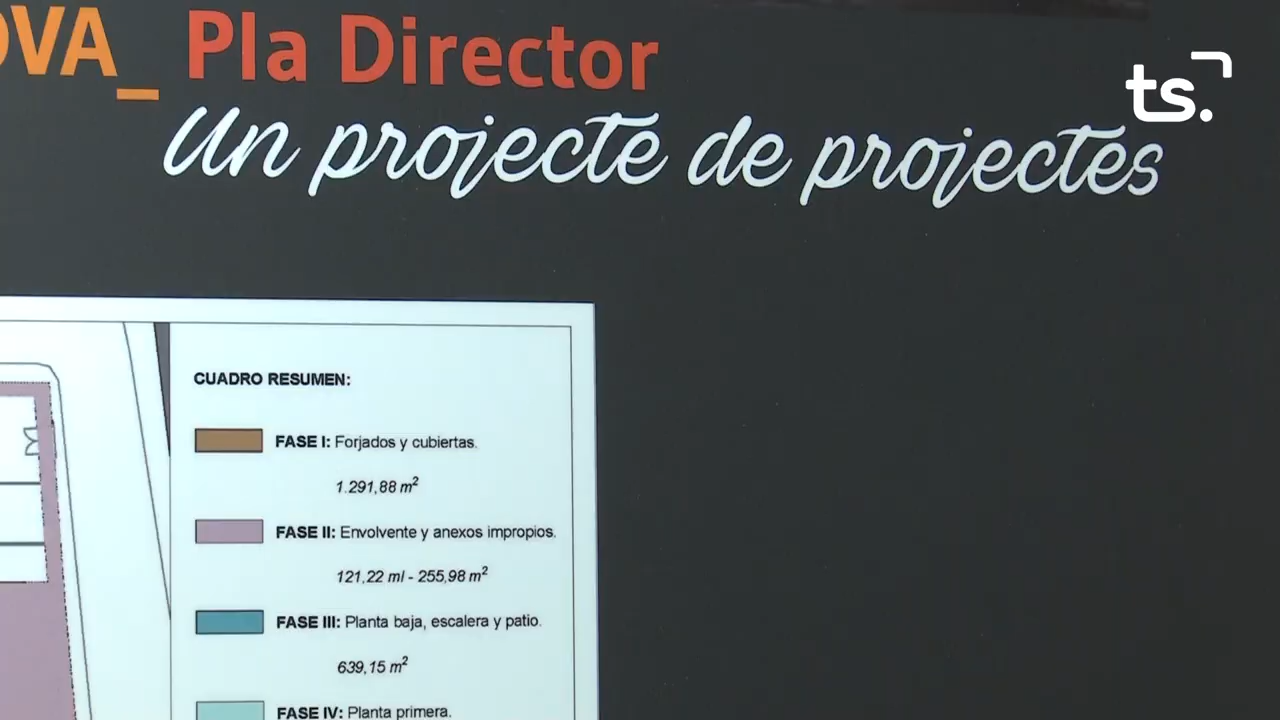 OVA_ Pla Director
ts.
Un projecte de projectes
CUADRO RESUMEN:
FASE I: Forjados y cubiertas.
1.291,88 m²
FASE II: Envolvente y anexos impropios.
121,22 ml - 255,98 m²
FASE III: Planta baja, escalera y patio.
639,15 m²
FASE IV: Planta primera.